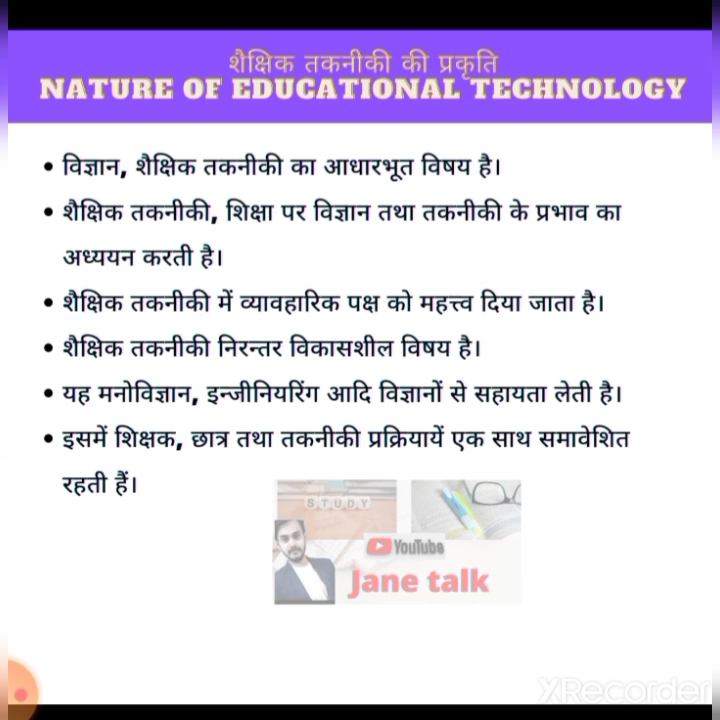 शैक्षिक तकनीकी की प्रकृति
NATURE OF EDUCATIONAL TECHNOLOGY
• विज्ञान, शैक्षिक तकनीकी का आधारभूत विषय है।
• शैक्षिक तकनीकी, शिक्षा पर विज्ञान तथा तकनीकी के प्रभाव का
अध्ययन करती है।
• शैक्षिक तकनीकी में व्यावहारिक पक्ष को महत्त्व दिया जाता है।
• शैक्षिक तकनीकी निरन्तर विकासशील विषय है।
• यह मनोविज्ञान, इन्जीनियरिंग आदि विज्ञानों से सहायता लेती है।
• इसमें शिक्षक, छात्र तथा तकनीकी प्रक्रियायें एक साथ समावेशित
रहती हैं।
STUDY
YouTube
Jane talk
XRecorder